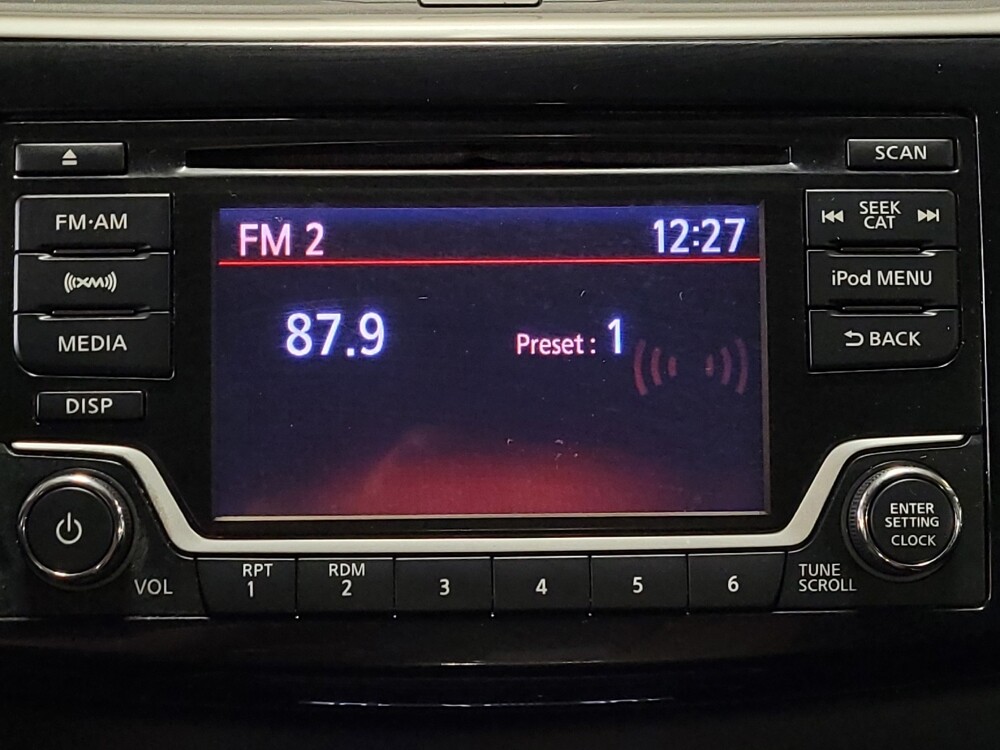 SCAN
FM·AM
XM
MEDIA
DISP
FM 2 12:27
87.9 Preset : 1
SEEK
CAT
iPod MENU
BACK
VOL
RPT
1
RDM
2
3
4
5
6
TUNE
SCROLL
ENTER
SETTING
CLOCK